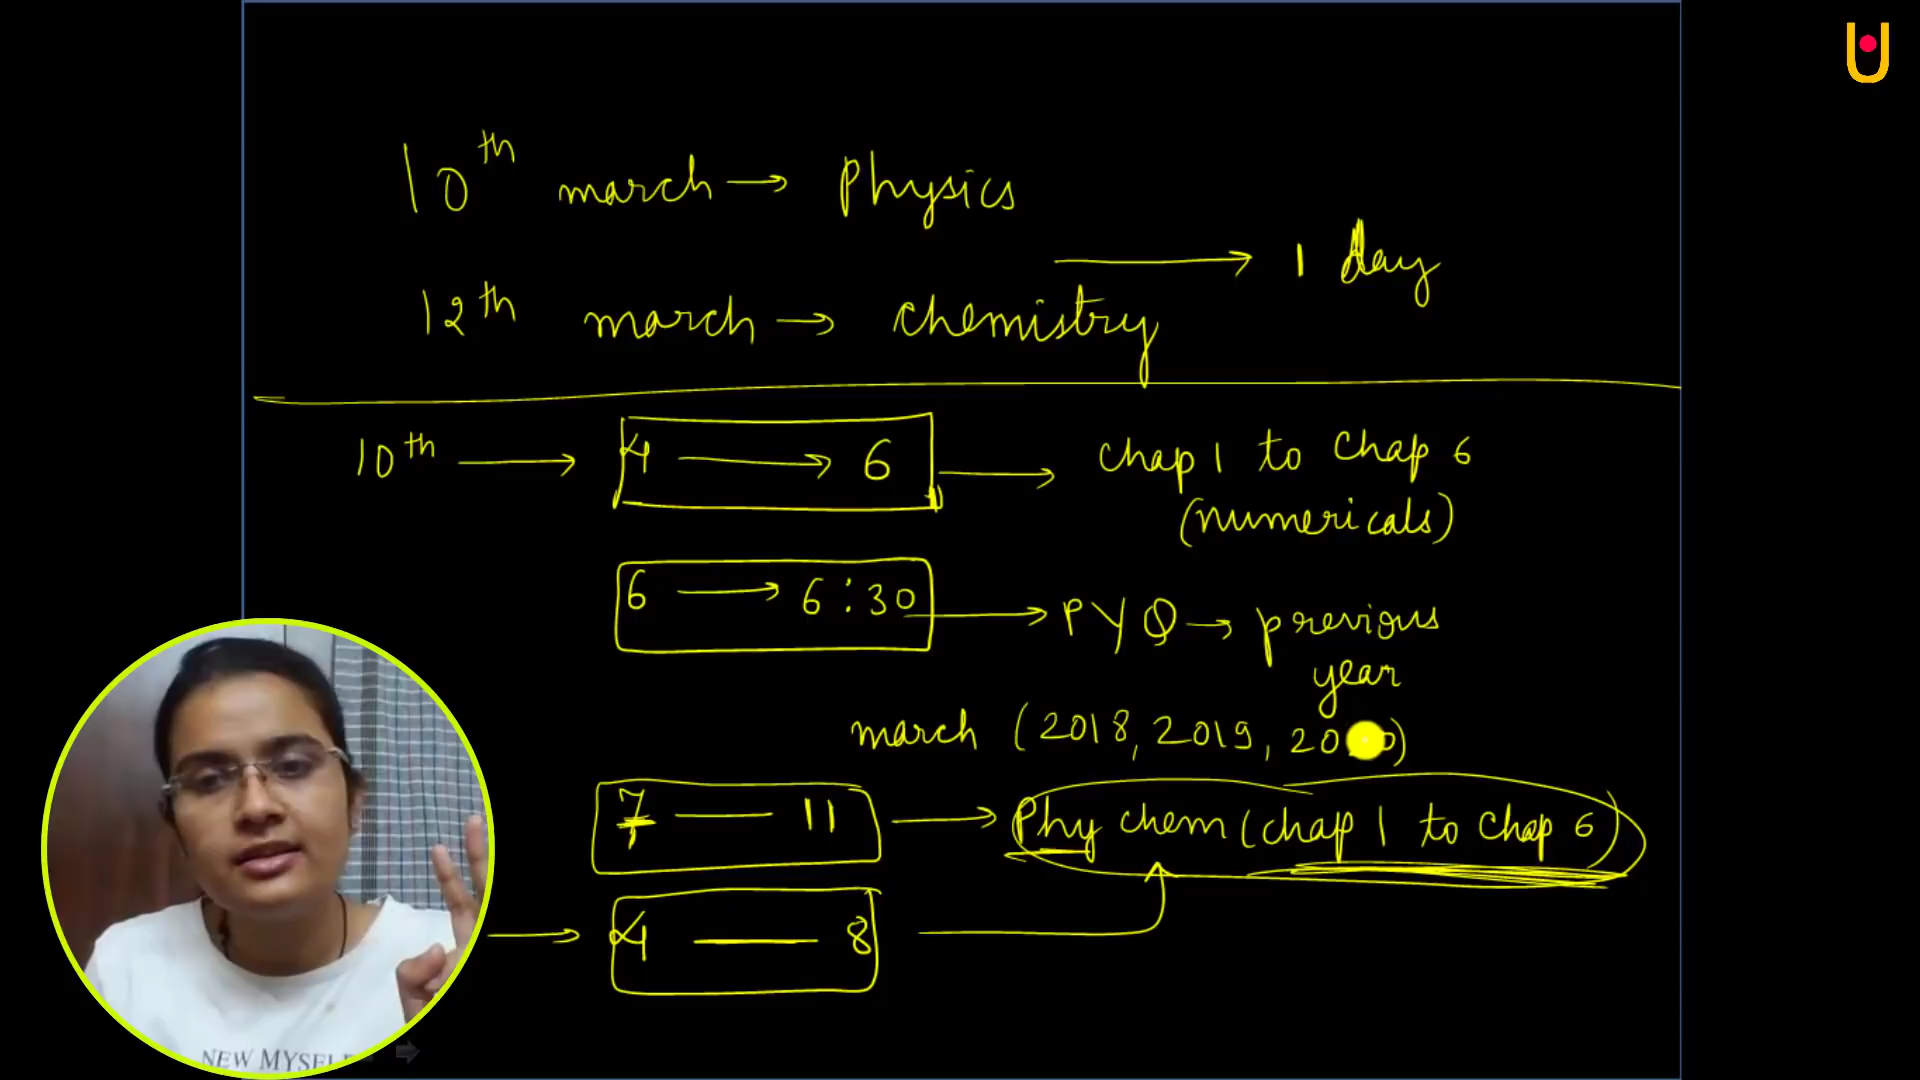 10th march → Physics
→ 1 day
12th march → chemistry
10th → 4 → 6 → chap 1 to chap 6
(numericals)
6 → 6:30 → PYQ → previous
year
march (2018, 2019,
7 — 11 → Phy chem (chap 1 to chap 6)
→ 4 — 8
NEW MYSELF